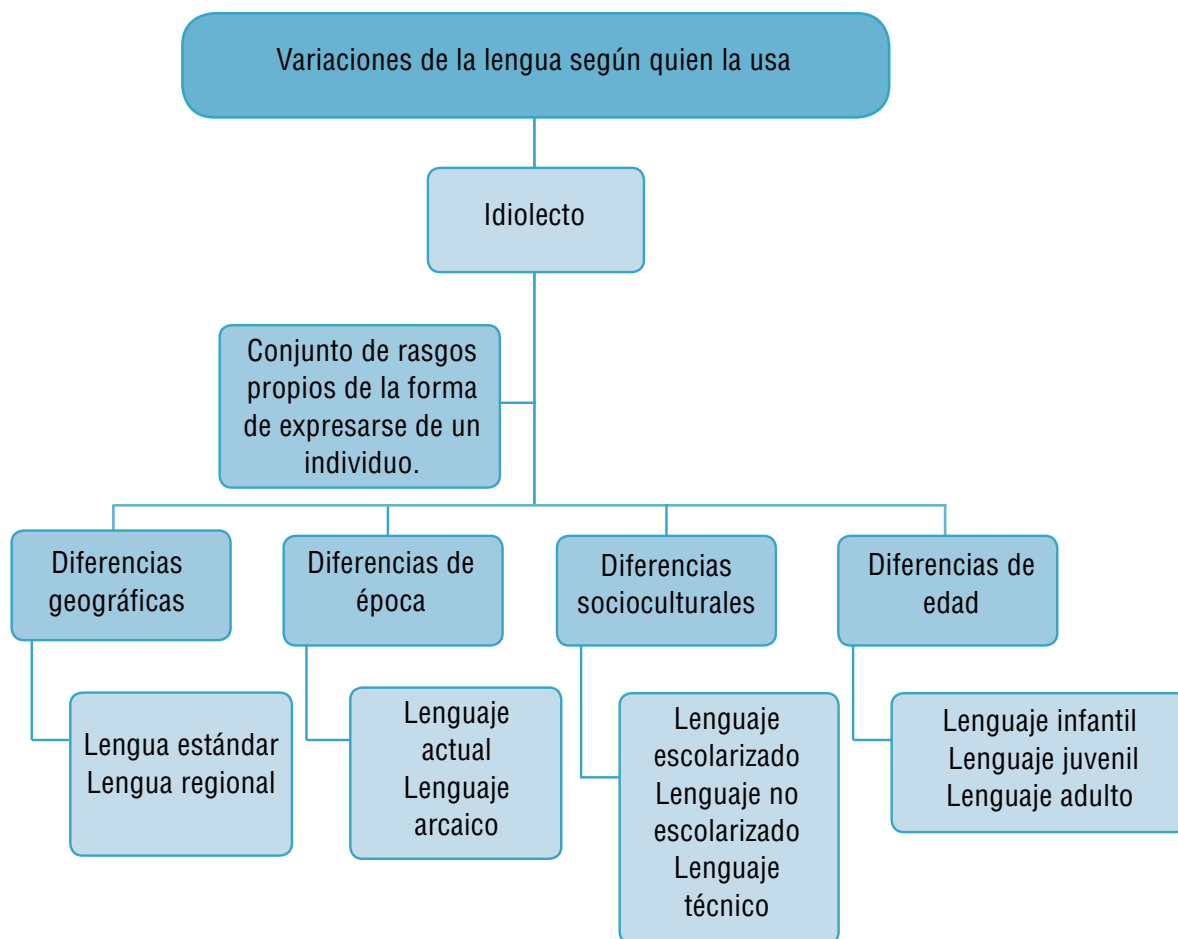 Variaciones de la lengua según quien la usa
Idiolecto
Conjunto de rasgos
propios de la forma
de expresarse de un
individuo.
Diferencias
geográficas
Diferencias de
época
Diferencias
socioculturales
Diferencias de
edad
Lengua estándar
Lengua regional
Lenguaje
actual
Lenguaje
arcaico
Lenguaje
escolarizado
Lenguaje no
escolarizado
Lenguaje
técnico
Lenguaje infantil
Lenguaje juvenil
Lenguaje adulto